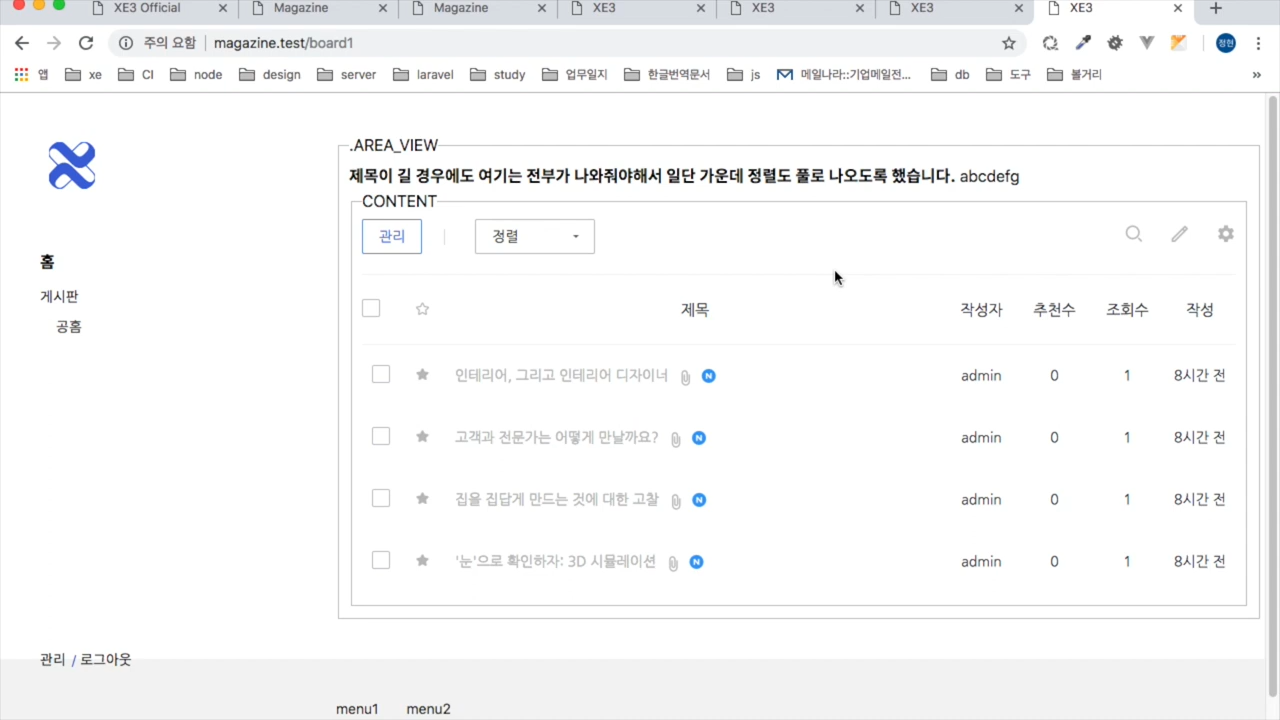 XE3 Official Magazine Magazine XE3 XE3 XE3 XE3
주의 요함 magazine.test/board1 정현
앱 xe CI node design server laravel study 업무일지 한글번역문서 js 메일나라::기업메일전... db 도구 볼거리 »
.AREA_VIEW
제목이 길 경우에도 여기는 전부가 나와줘야해서 일단 가운데 정렬도 풀로 나오도록 했습니다. abcdefg
CONTENT
관리 정렬
홈
게시판
공홈
제목 작성자 추천수 조회수 작성
인테리어, 그리고 인테리어 디자이너 N admin 0 1 8시간 전
고객과 전문가는 어떻게 만날까요? N admin 0 1 8시간 전
집을 집답게 만드는 것에 대한 고찰 N admin 0 1 8시간 전
'눈'으로 확인하자: 3D 시뮬레이션 N admin 0 1 8시간 전
관리 / 로그아웃
menu1 menu2